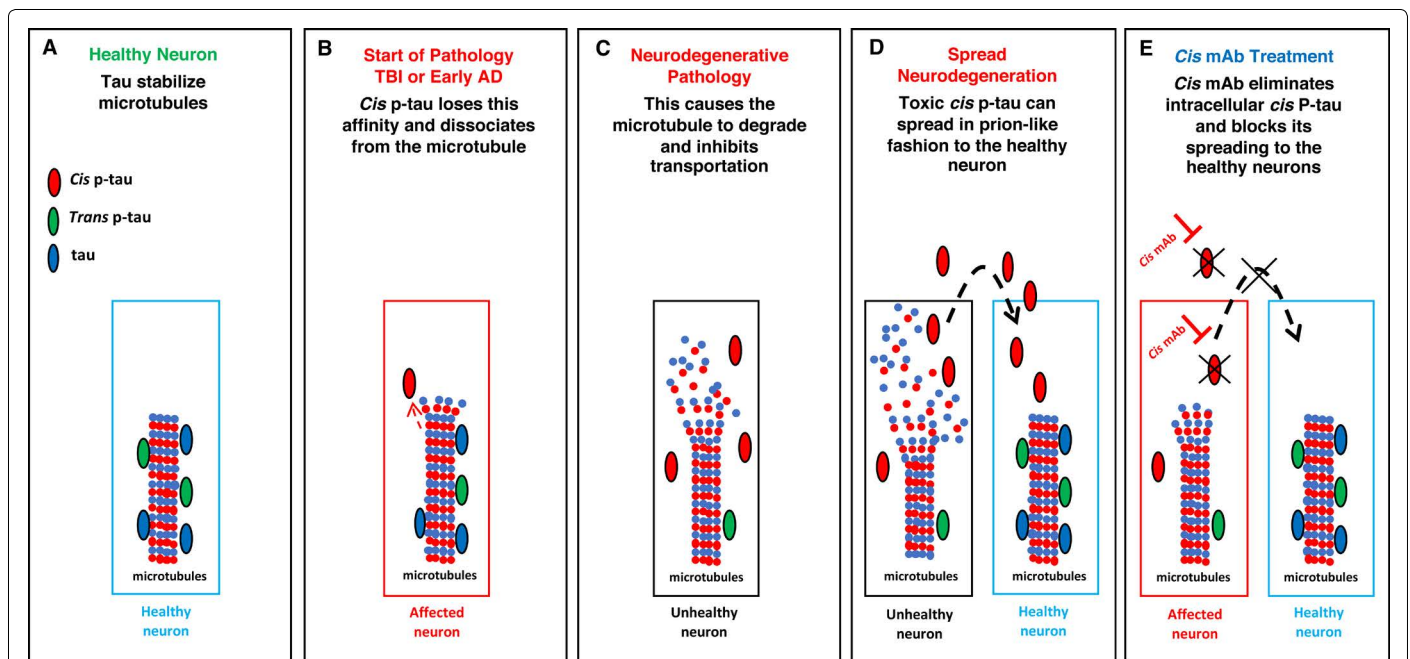 A
Healthy Neuron
Tau stabilize
microtubules
Cis p-tau
Trans p-tau
tau
microtubules
Healthy
neuron
B
Start of Pathology
TBI or Early AD
Cis p-tau loses this
affinity and dissociates
from the microtubule
microtubules
Affected
neuron
C
Neurodegenerative
Pathology
This causes the
microtubule to degrade
and inhibits
transportation
microtubules
Unhealthy
neuron
D
Spread
Neurodegeneration
Toxic cis p-tau can
spread in prion-like
fashion to the healthy
neuron
microtubules
Unhealthy
neuron
microtubules
Healthy
neuron
E
Cis mAb Treatment
Cis mAb eliminates
intracellular cis P-tau
and blocks its
spreading to the
healthy neurons
Cis mAb
Cis mAb
microtubules
Affected
neuron
microtubules
Healthy
neuron